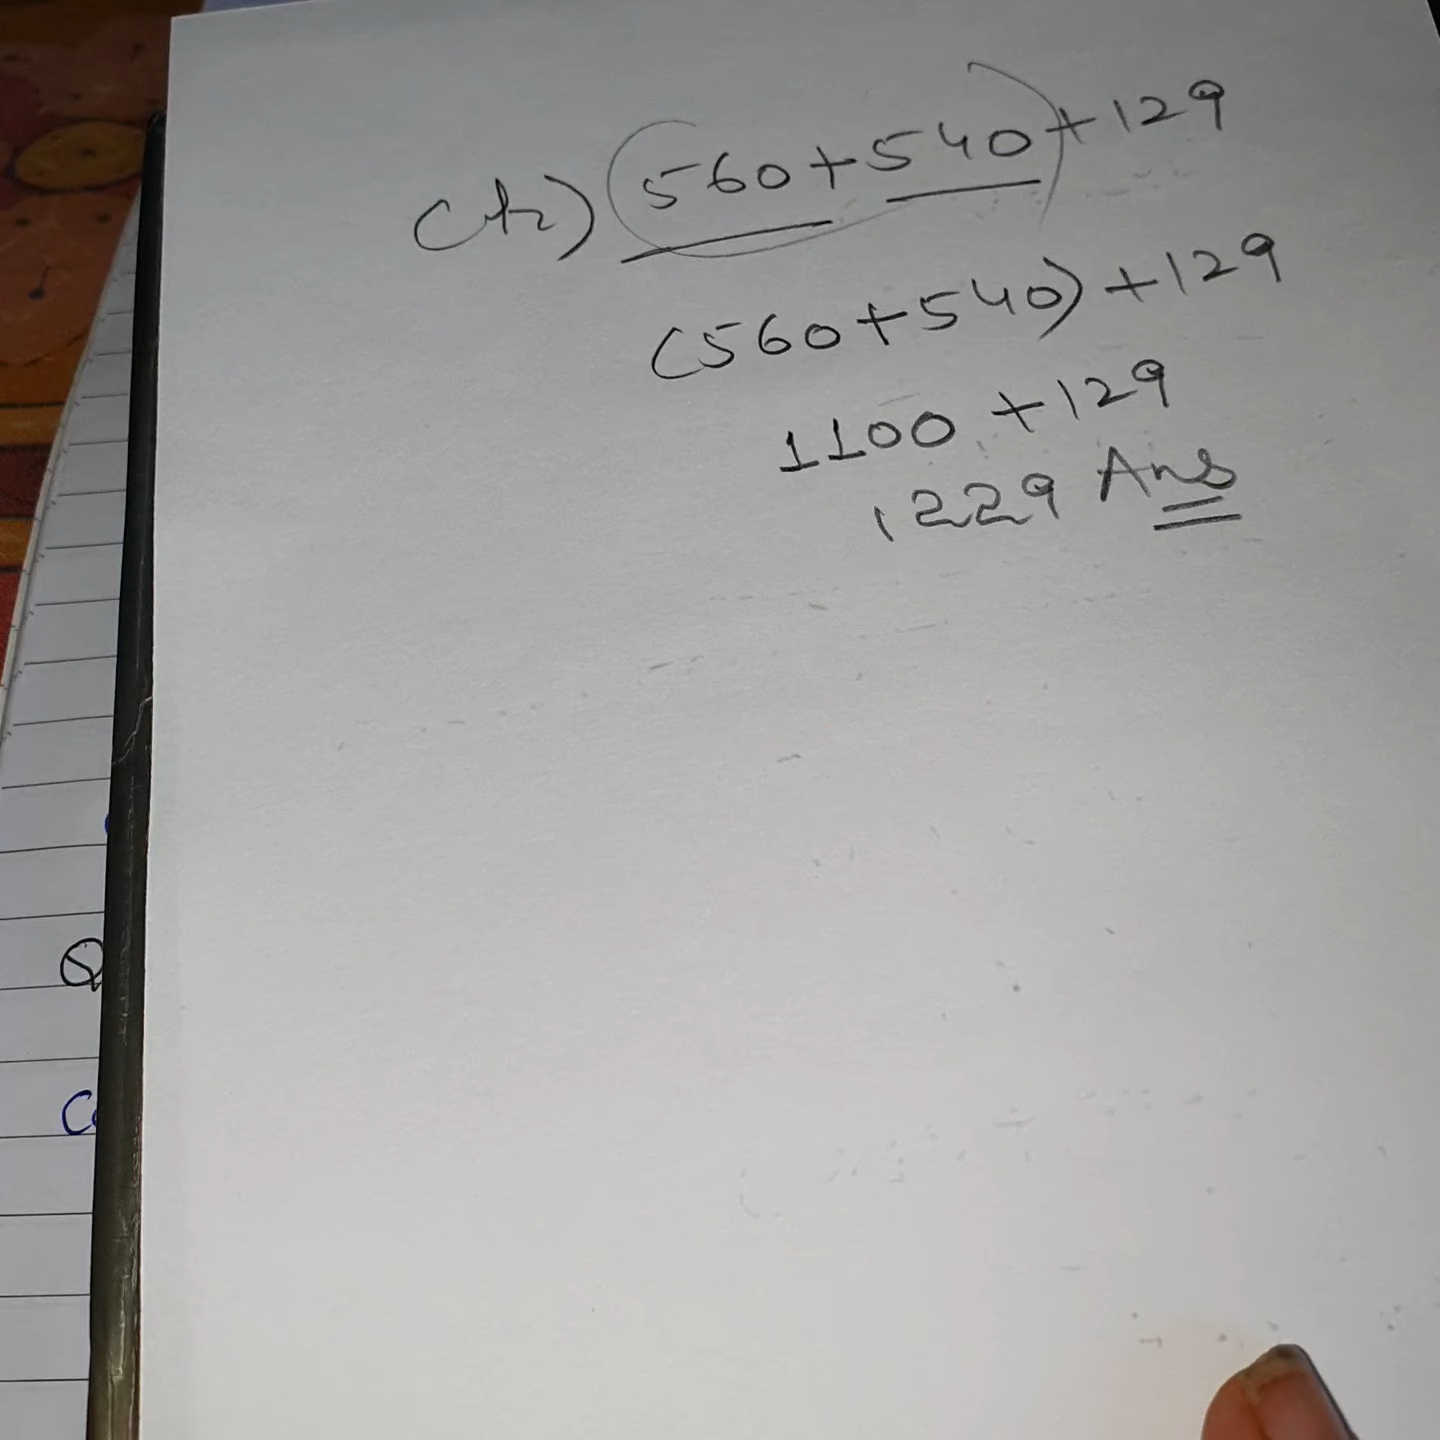 (h) (560+540)+129
(560+540)+129
1100+129
1229 Ans
Q
C